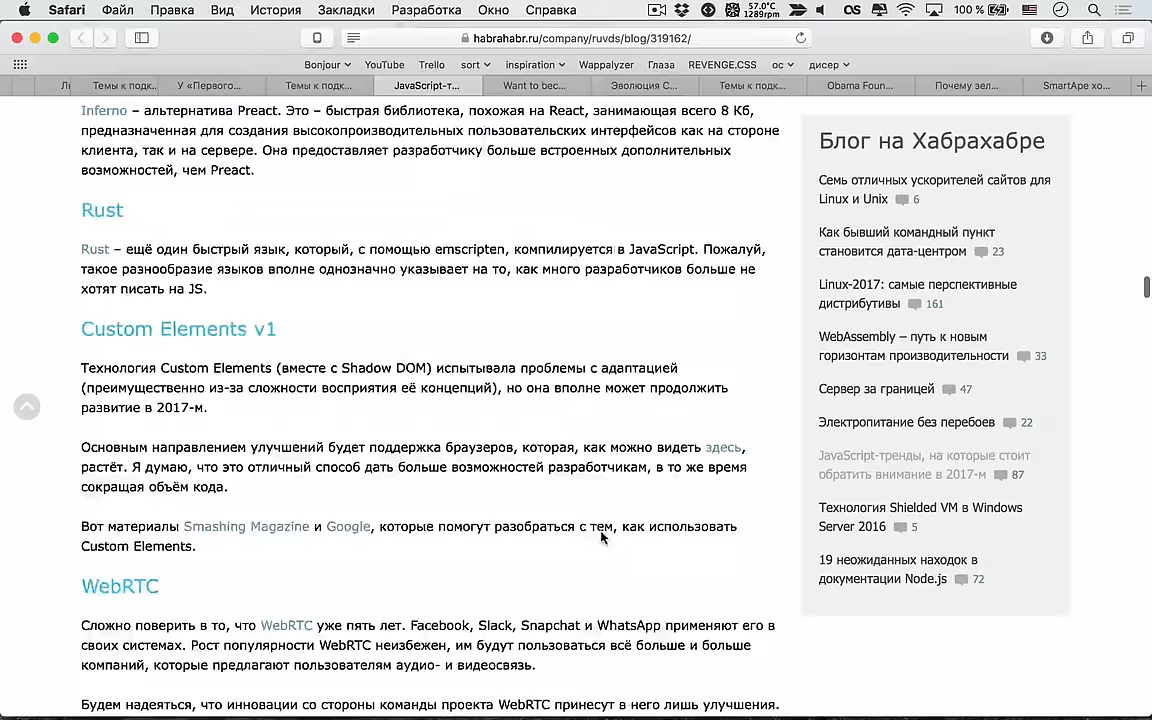 Safari Файл Правка Вид История Закладки Разработка Окно Справка 57.0°C 1289rpm 100 %
habrahabr.ru/company/ruvds/blog/319162/
Bonjour YouTube Trello sort inspiration Wappalyzer Глаза REVENGE.CSS ос дисер
Темы к подк... У «Первого... Темы к подк... JavaScript-т... Want to bec... Эволюция С... Темы к подк... Obama Foun... Почему зел... SmartApe хо...
Inferno – альтернатива Preact. Это – быстрая библиотека, похожая на React, занимающая всего 8 Кб,
предназначенная для создания высокопроизводительных пользовательских интерфейсов как на стороне
клиента, так и на сервере. Она предоставляет разработчику больше встроенных дополнительных
возможностей, чем Preact.
Rust
Rust – ещё один быстрый язык, который, с помощью emscripten, компилируется в JavaScript. Пожалуй,
такое разнообразие языков вполне однозначно указывает на то, как много разработчиков больше не
хотят писать на JS.
Custom Elements v1
Технология Custom Elements (вместе с Shadow DOM) испытывала проблемы с адаптацией
(преимущественно из-за сложности восприятия её концепций), но она вполне может продолжить
развитие в 2017-м.
Основным направлением улучшений будет поддержка браузеров, которая, как можно видеть здесь,
растёт. Я думаю, что это отличный способ дать больше возможностей разработчикам, в то же время
сокращая объём кода.
Вот материалы Smashing Magazine и Google, которые помогут разобраться с тем, как использовать
Custom Elements.
WebRTC
Сложно поверить в то, что WebRTC уже пять лет. Facebook, Slack, Snapchat и WhatsApp применяют его в
своих системах. Рост популярности WebRTC неизбежен, им будут пользоваться всё больше и больше
компаний, которые предлагают пользователям аудио- и видеосвязь.
Будем надеяться, что инновации со стороны команды проекта WebRTC принесут в него лишь улучшения.
Блог на Хабрахабре
Семь отличных ускорителей сайтов для
Linux и Unix 6
Как бывший командный пункт
становится дата-центром 23
Linux-2017: самые перспективные
дистрибутивы 161
WebAssembly – путь к новым
горизонтам производительности 33
Сервер за границей 47
Электропитание без перебоев 22
JavaScript-тренды, на которые стоит
обратить внимание в 2017-м 87
Технология Shielded VM в Windows
Server 2016 5
19 неожиданных находок в
документации Node.js 72